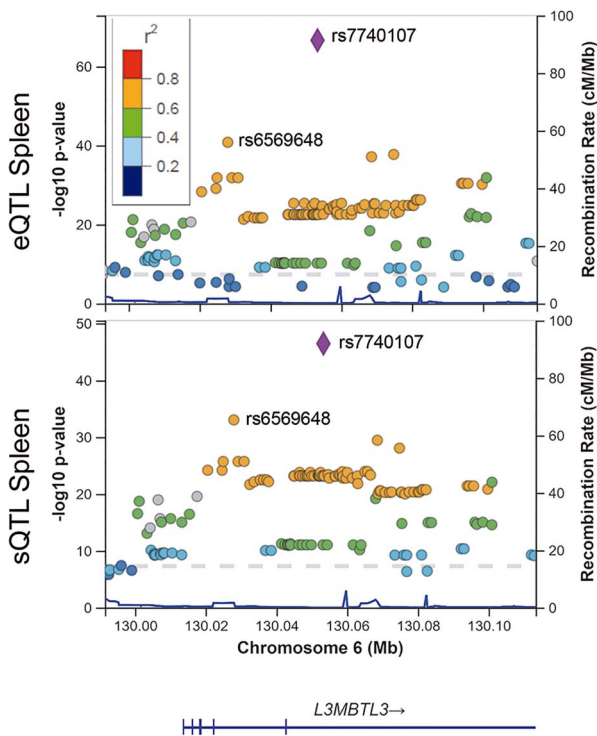 eQTL Spleen
-log10 p-value
60
40
20
0
r2
0.8
0.6
0.4
0.2
rs7740107
rs6569648
100
80
60
40
20
0
Recombination Rate (cM/Mb)
sQTL Spleen
-log10 p-value
50
40
30
20
10
0
rs7740107
rs6569648
100
80
60
40
20
0
Recombination Rate (cM/Mb)
130.00 130.02 130.04 130.06 130.08 130.10
Chromosome 6 (Mb)
L3MBTL3→